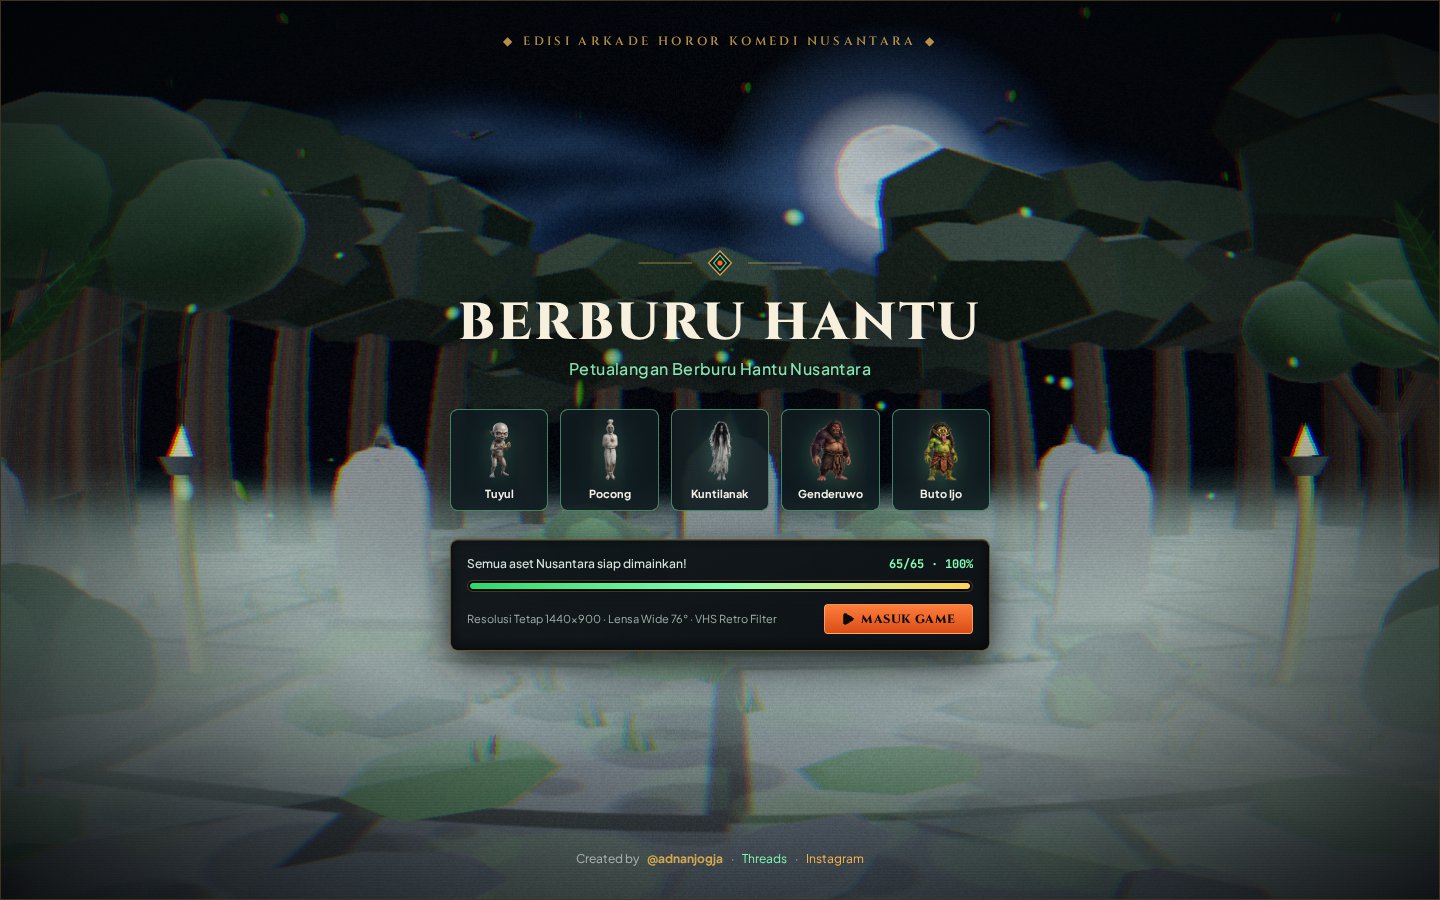 ◆ EDISI ARKADE HOROR KOMEDI NUSANTARA ◆
BERBURU HANTU
Petualangan Berburu Hantu Nusantara
Tuyul
Pocong
Kuntilanak
Genderuwo
Buto Ijo
Semua aset Nusantara siap dimainkan!
65/65 · 100%
Resolusi Tetap 1440×900 · Lensa Wide 76° · VHS Retro Filter
MASUK GAME
Created by @adnanjogja · Threads · Instagram